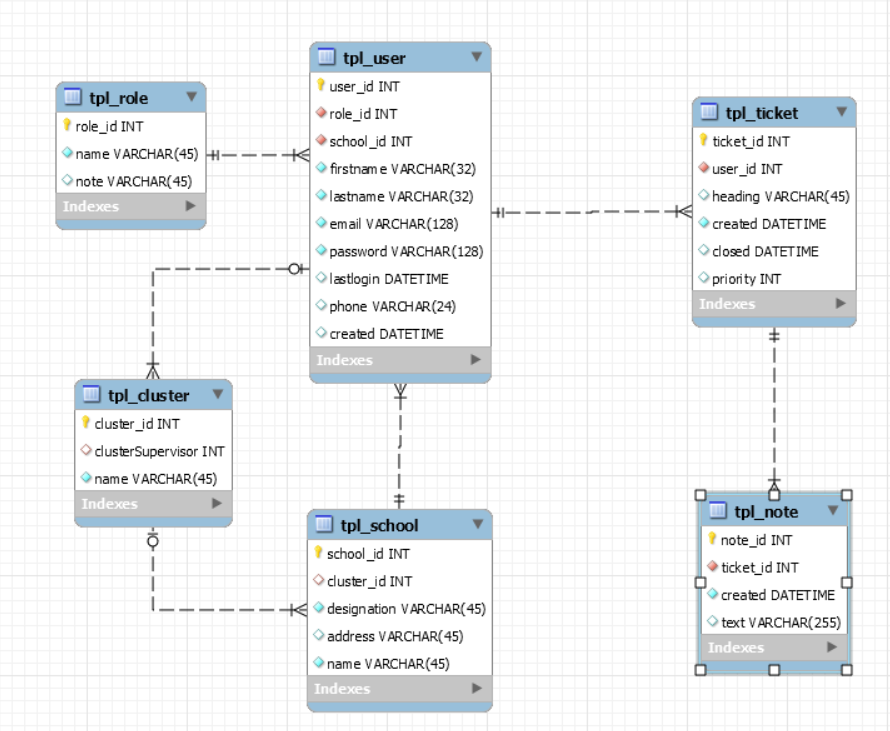 tpl_role
role_id INT
name VARCHAR(45)
note VARCHAR(45)
Indexes
tpl_user
user_id INT
role_id INT
school_id INT
firstname VARCHAR(32)
lastname VARCHAR(32)
email VARCHAR(128)
password VARCHAR(128)
lastlogin DATETIME
phone VARCHAR(24)
created DATETIME
Indexes
tpl_ticket
ticket_id INT
user_id INT
heading VARCHAR(45)
created DATETIME
closed DATETIME
priority INT
Indexes
tpl_cluster
cluster_id INT
clusterSupervisor INT
name VARCHAR(45)
Indexes
tpl_school
school_id INT
cluster_id INT
designation VARCHAR(45)
address VARCHAR(45)
name VARCHAR(45)
Indexes
tpl_note
note_id INT
ticket_id INT
created DATETIME
text VARCHAR(255)
Indexes